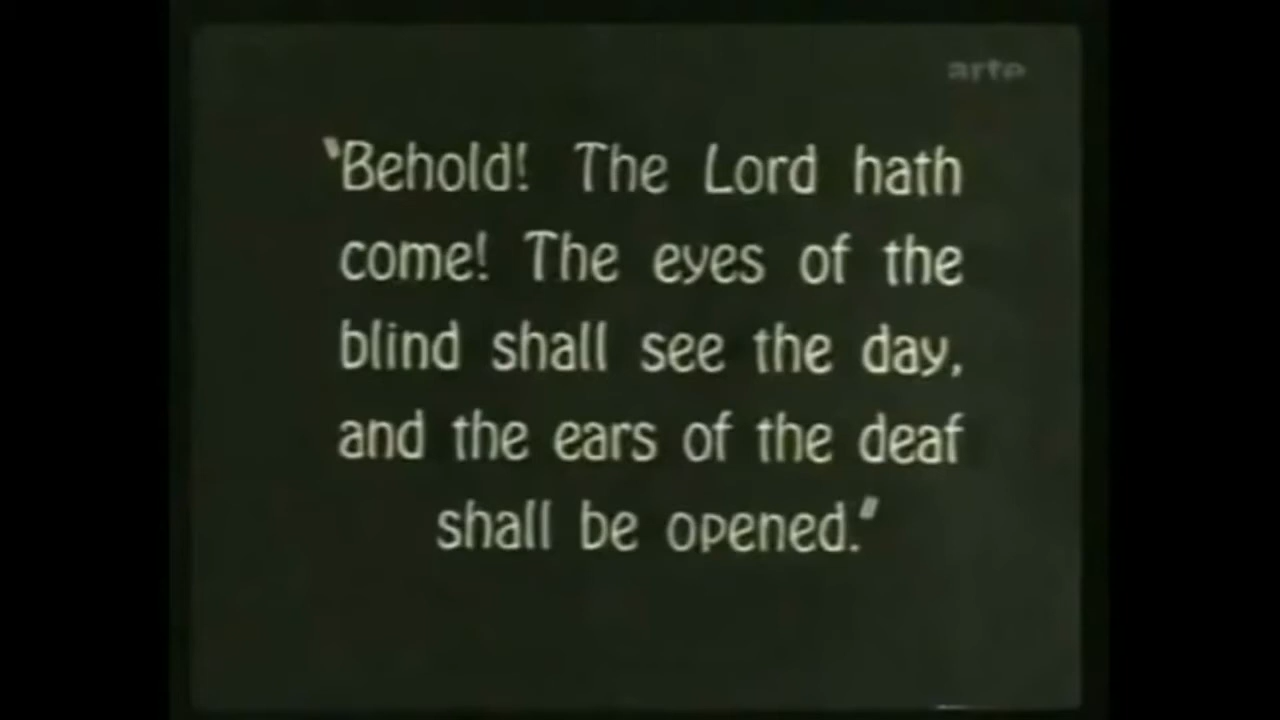 arte
"Behold! The Lord hath
come! The eyes of the
blind shall see the day,
and the ears of the deaf
shall be opened."